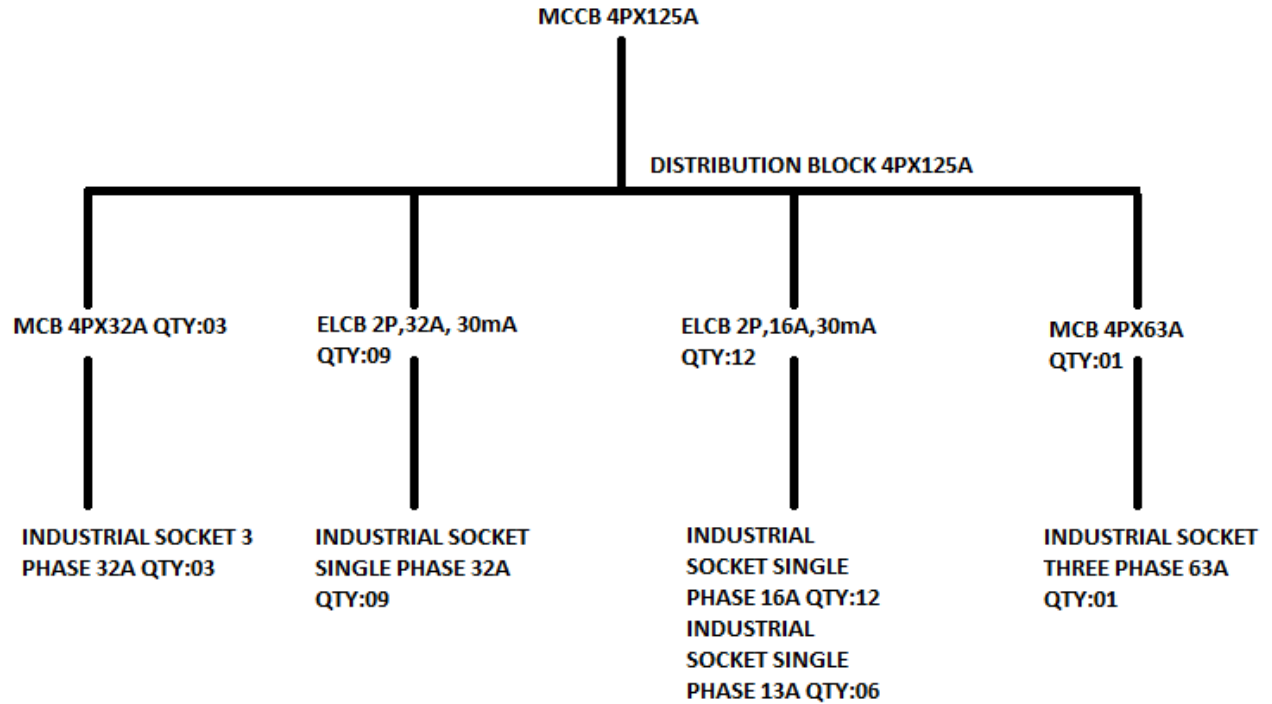 MCCB 4PX125A
DISTRIBUTION BLOCK 4PX125A
MCB 4PX32A QTY:03
ELCB 2P,32A, 30mA
QTY:09
ELCB 2P,16A,30mA
QTY:12
MCB 4PX63A
QTY:01
INDUSTRIAL SOCKET 3
PHASE 32A QTY:03
INDUSTRIAL SOCKET
SINGLE PHASE 32A
QTY:09
INDUSTRIAL
SOCKET SINGLE
PHASE 16A QTY:12
INDUSTRIAL
SOCKET SINGLE
PHASE 13A QTY:06
INDUSTRIAL SOCKET
THREE PHASE 63A
QTY:01